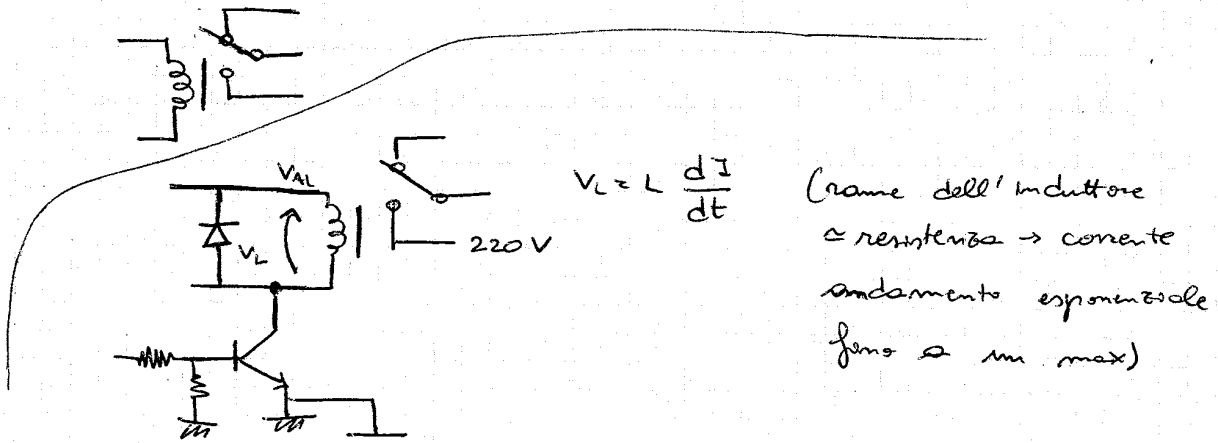 V_AL
V_L
220 V
V_L = L dI/dt
(rame dell'induttore
≃ resistenza → corrente
andamento esponenziale
fino a un max)